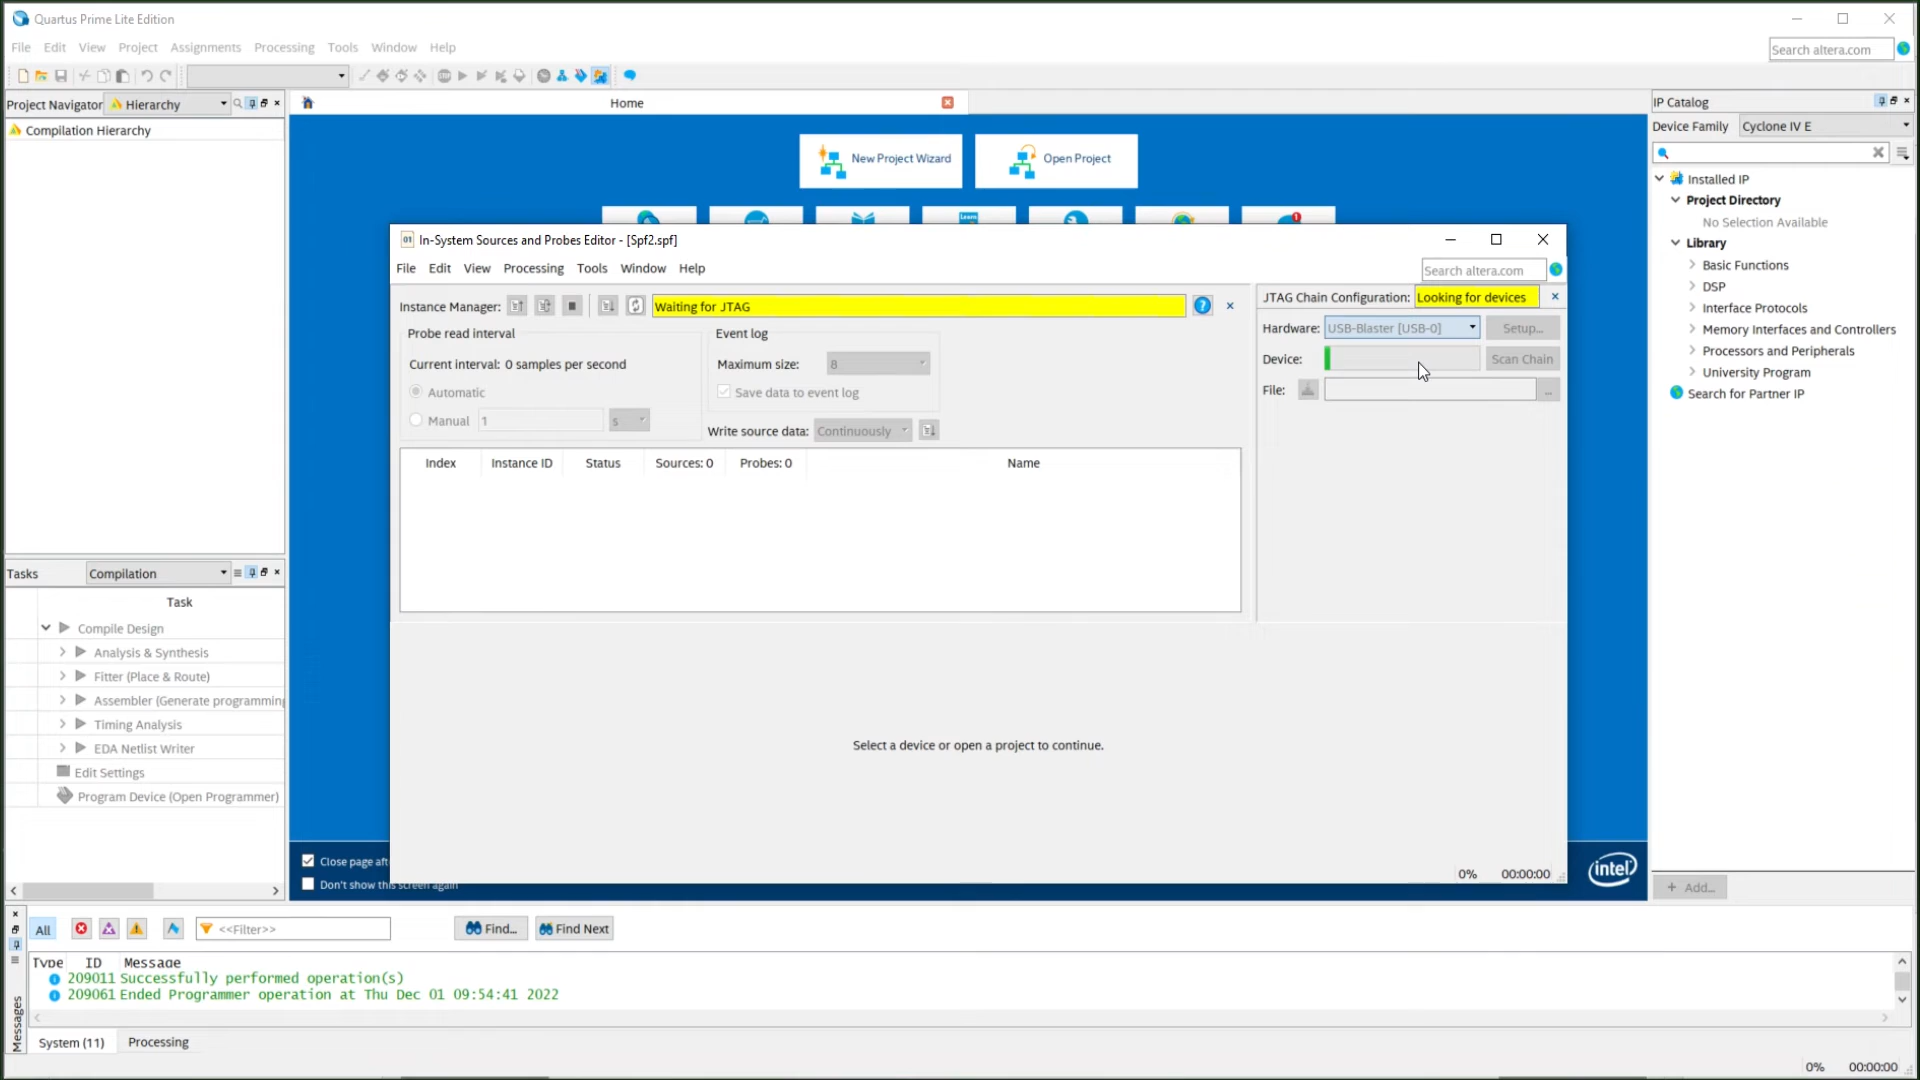 Quartus Prime Lite Edition
File Edit View Project Assignments Processing Tools Window Help
Search altera.com
Project Navigator Hierarchy
Compilation Hierarchy
Home
New Project Wizard
Open Project
Learn
1
IP Catalog
Device Family Cyclone IV E
Installed IP
Project Directory
No Selection Available
Library
Basic Functions
DSP
Interface Protocols
Memory Interfaces and Controllers
Processors and Peripherals
University Program
Search for Partner IP
+ Add...
01 In-System Sources and Probes Editor - [Spf2.spf]
File Edit View Processing Tools Window Help
Search altera.com
Instance Manager: Waiting for JTAG
Probe read interval
Current interval: 0 samples per second
Automatic
Manual 1 s
Event log
Maximum size: 8
Save data to event log
Write source data: Continuously
Index Instance ID Status Sources: 0 Probes: 0 Name
JTAG Chain Configuration: Looking for devices
Hardware: USB-Blaster [USB-0] Setup...
Device: Scan Chain
File: ...
Select a device or open a project to continue.
0% 00:00:00
Tasks Compilation
Task
Compile Design
Analysis & Synthesis
Fitter (Place & Route)
Assembler (Generate programming
Timing Analysis
EDA Netlist Writer
Edit Settings
Program Device (Open Programmer)
Close page aft
Don't show this screen again
intel
All <<Filter>> Find... Find Next
Type ID Message
209011 Successfully performed operation(s)
209061 Ended Programmer operation at Thu Dec 01 09:54:41 2022
Messages
System (11) Processing
0% 00:00:00